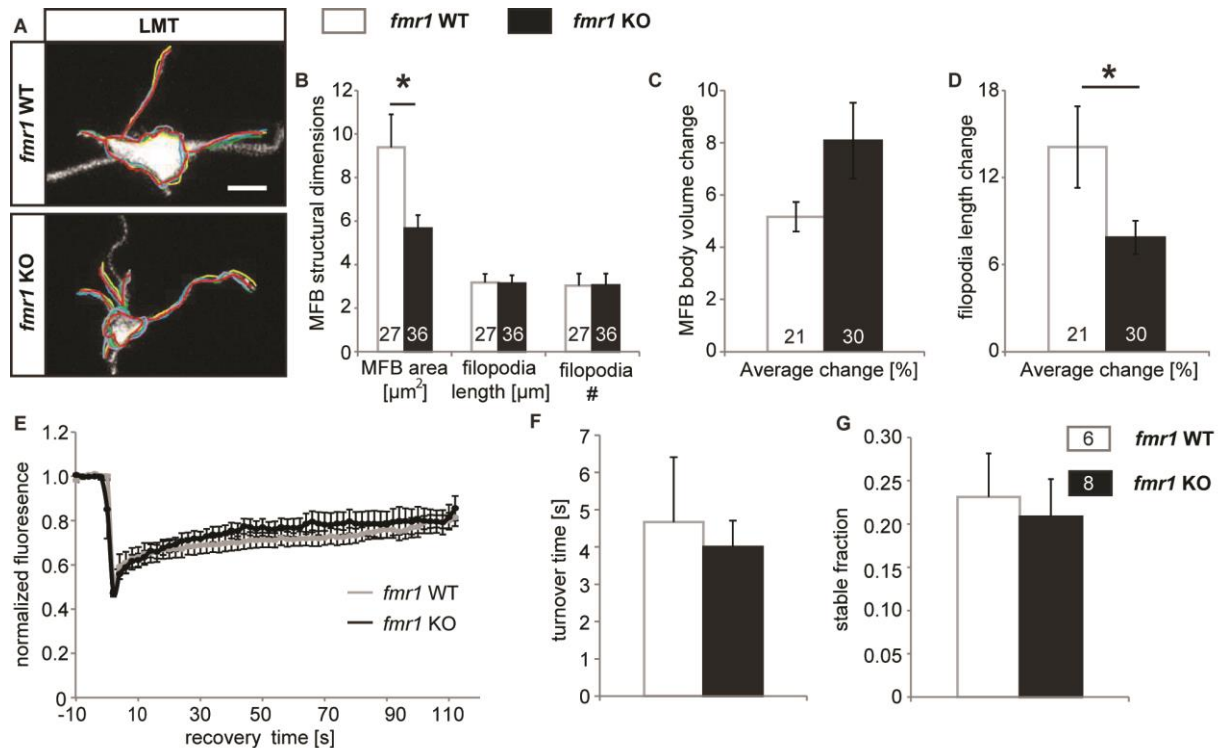 A
LMT
fmr1 WT
fmr1 KO
fmr1 WT
fmr1 KO
B
MFB structural dimensions
12
10
8
6
4
2
0
*
27
36
27
36
27
36
MFB area
[µm²]
filopodia
length [µm]
filopodia
#
C
MFB body volume change
10
8
6
4
2
0
21
30
Average change [%]
D
filopodia length change
18
12
6
0
*
21
30
Average change [%]
E
normalized fluoresence
1.2
1.0
0.8
0.6
0.4
0.2
0
-10
10
30
50
70
90
110
recovery time [s]
fmr1 WT
fmr1 KO
F
turnover time [s]
7
6
5
4
3
2
1
0
G
stable fraction
0.30
0.25
0.20
0.15
0.10
0.05
0
6 fmr1 WT
8 fmr1 KO